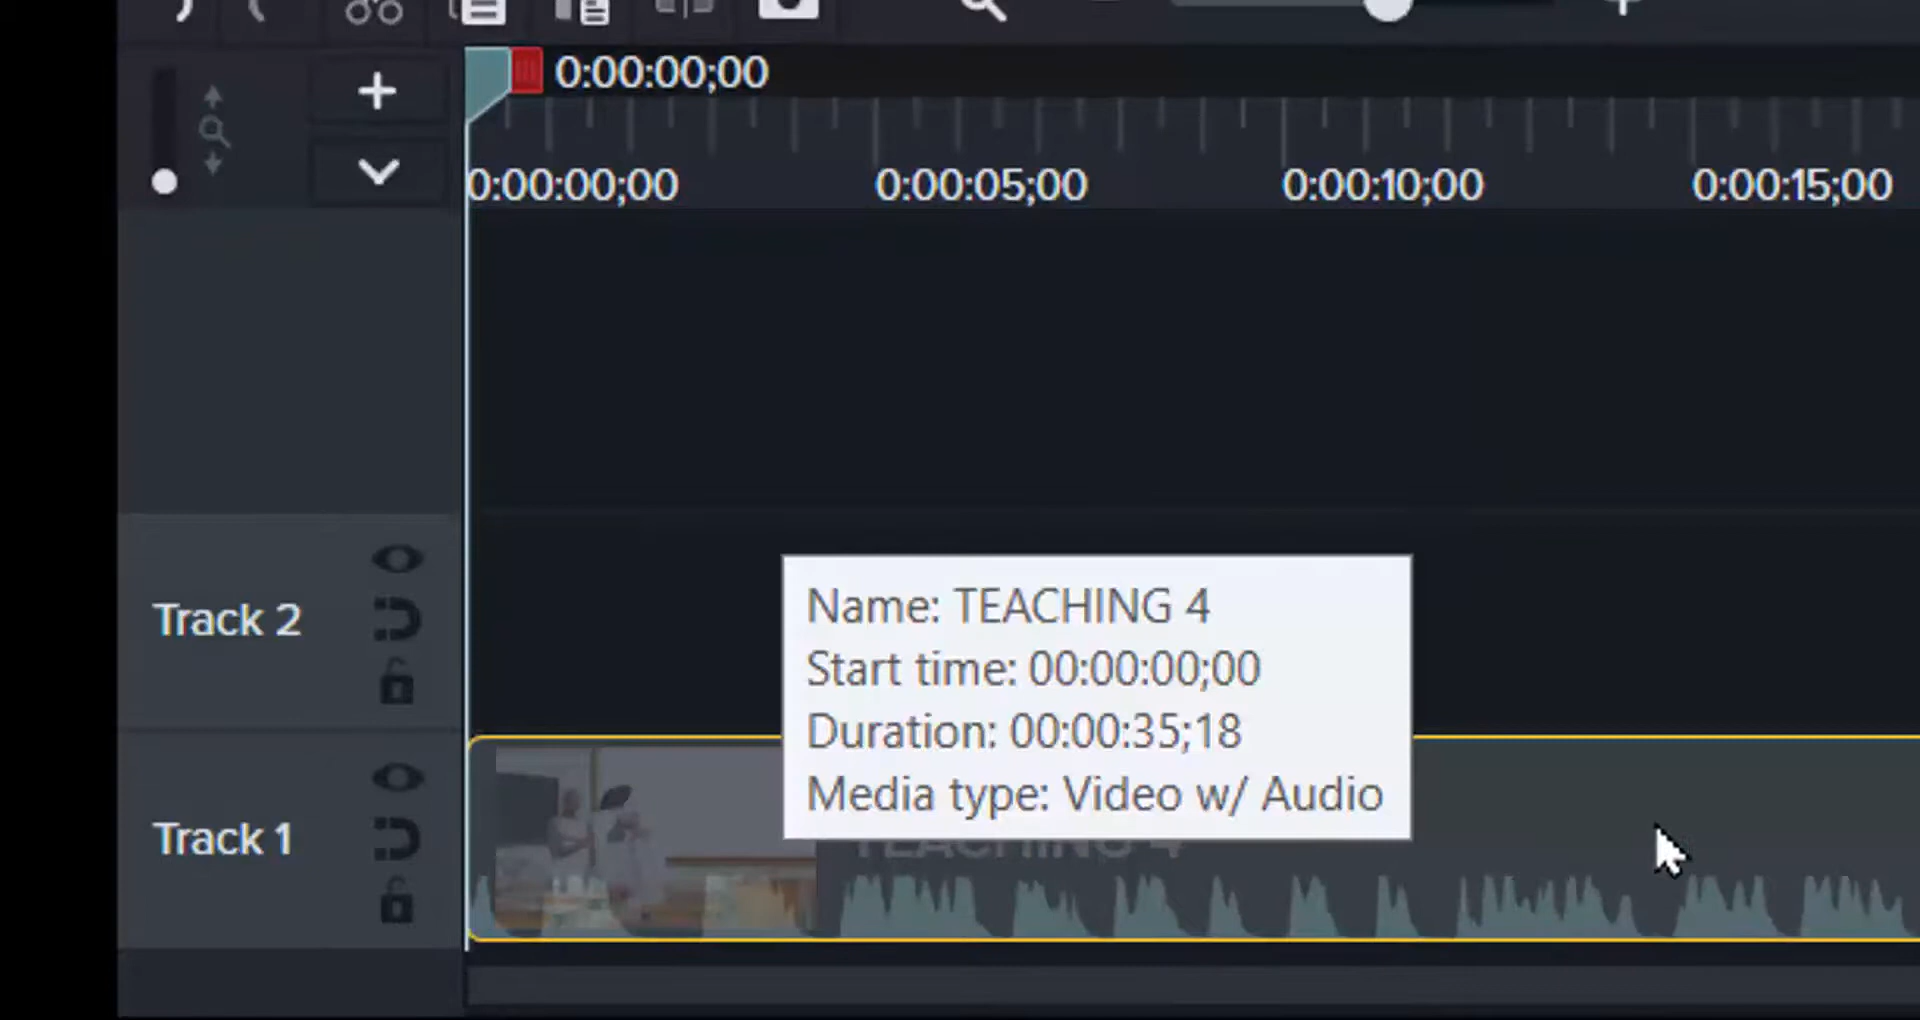 0:00:00;00
0:00:00;00 0:00:05;00 0:00:10;00 0:00:15;00
Track 2
Name: TEACHING 4
Start time: 00:00:00;00
Duration: 00:00:35;18
Media type: Video w/ Audio
TEACHING 4
Track 1